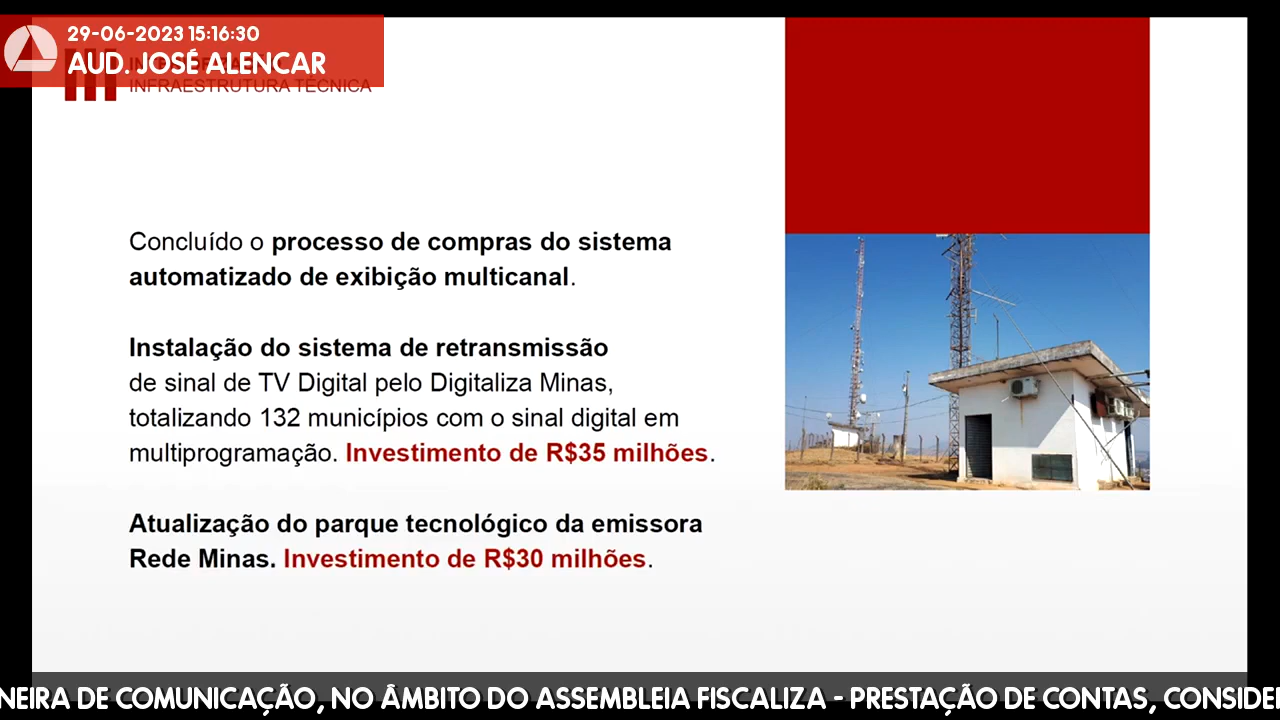 29-06-2023 15:16:30
AUD. JOSÉ ALENCAR
INFRAESTRUTURA TÉCNICA
Concluído o processo de compras do sistema
automatizado de exibição multicanal.
Instalação do sistema de retransmissão
de sinal de TV Digital pelo Digitaliza Minas,
totalizando 132 municípios com o sinal digital em
multiprogramação. Investimento de R$35 milhões.
Atualização do parque tecnológico da emissora
Rede Minas. Investimento de R$30 milhões.
NEIRA DE COMUNICAÇÃO, NO ÂMBITO DO ASSEMBLEIA FISCALIZA - PRESTAÇÃO DE CONTAS, CONSIDE